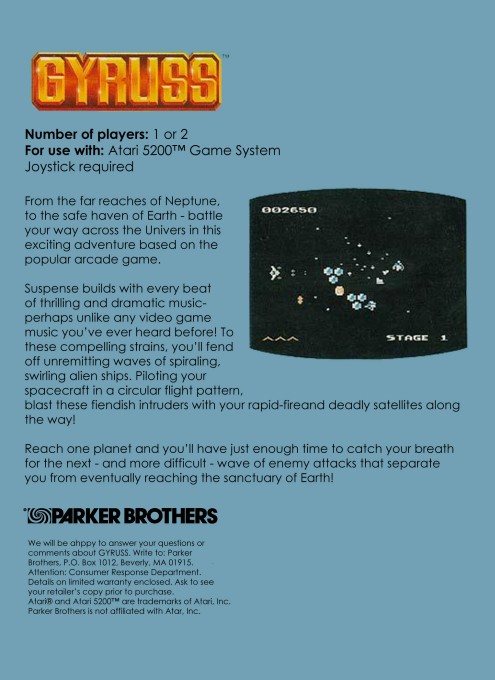 GYRUSS™
Number of players: 1 or 2
For use with: Atari 5200™ Game System
Joystick required
From the far reaches of Neptune,
to the safe haven of Earth - battle
your way across the Univers in this
exciting adventure based on the
popular arcade game.
002650
STAGE 1
Suspense builds with every beat
of thrilling and dramatic music-
perhaps unlike any video game
music you've ever heard before! To
these compelling strains, you'll fend
off unremitting waves of spiraling,
swirling alien ships. Piloting your
spacecraft in a circular flight pattern,
blast these fiendish intruders with your rapid-fireand deadly satellites along
the way!
Reach one planet and you'll have just enough time to catch your breath
for the next - and more difficult - wave of enemy attacks that separate
you from eventually reaching the sanctuary of Earth!
PARKER BROTHERS
We will be ahppy to answer your questions or
comments about GYRUSS. Write to: Parker
Brothers, P.O. Box 1012, Beverly, MA 01915,
Attention: Consumer Response Department.
Details on limited warranty enclosed. Ask to see
your retailer's copy prior to purchase.
Atari® and Atari 5200™ are trademarks of Atari, Inc.
Parker Brothers is not affiliated with Atar, Inc.